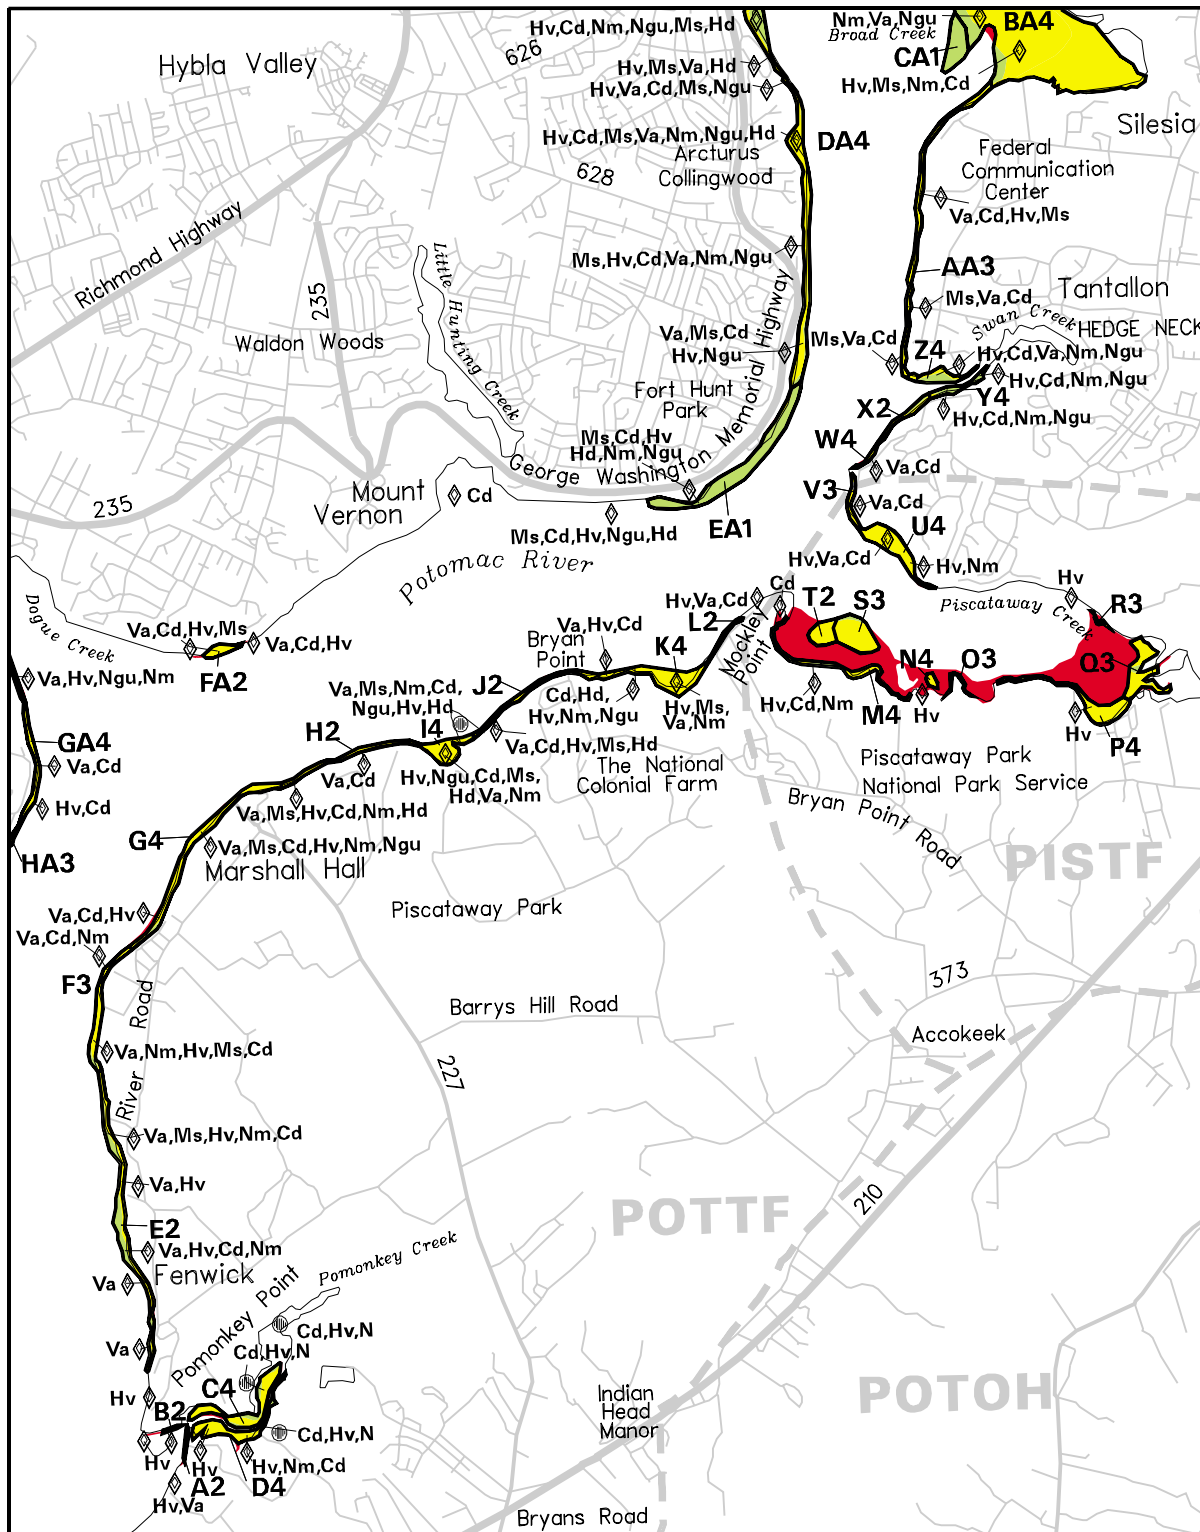 Hv,Cd,Nm,Ngu,Ms,Hd
Nm,Va,Ngu
BA4
Broad Creek
626
CA1
Hybla Valley
Hv,Ms,Va,Hd
Hv,Va,Cd,Ms,Ngu
Hv,Ms,Nm,Cd
Silesia
Hv,Cd,Ms,Va,Nm,Ngu,Hd
DA4
Arcturus
Collingwood
Federal
Communication
Center
628
Va,Cd,Hv,Ms
Richmond Highway
Little Hunting Creek
Ms,Hv,Cd,Va,Nm,Ngu
AA3
235
Tantallon
Ms,Va,Cd
Swan Creek
HEDGE NECK
Waldon Woods
Va,Ms,Cd
Hv,Ngu
Ms,Va,Cd
Z4
Hv,Cd,Va,Nm,Ngu
Hv,Cd,Nm,Ngu
Fort Hunt
Park
Y4
X2
Hv,Cd,Nm,Ngu
George Washington Memorial Highway
Ms,Cd,Hv
Hd,Nm,Ngu
W4
Va,Cd
V3
Va,Cd
Mount
Vernon
Cd
235
EA1
U4
Ms,Cd,Hv,Ngu,Hd
Hv,Va,Cd
Hv,Nm
Potomac River
Hv
Piscataway Creek
R3
Dogue Creek
Va,Cd,Hv,Ms
Va,Cd,Hv
FA2
Va,Hv,Ngu,Nm
Cd
Hv,Va,Cd
L2
T2
S3
Mockley
Point
Va,Hv,Cd
Bryan
Point
K4
N4
O3
Q3
Va,Ms,Nm,Cd,
Ngu,Hv,Hd
J2
Cd,Hd,
Hv,Nm,Ngu
Hv,Ms,
Va,Nm
Hv,Cd,Nm
M4
Hv
Hv
P4
GA4
Va,Cd
H2
I4
Va,Cd,Hv,Ms,Hd
Va,Cd
Hv,Ngu,Cd,Ms,
Hd,Va,Nm
The National
Colonial Farm
Piscataway Park
National Park Service
Hv,Cd
Va,Ms,Hv,Cd,Nm,Hd
Bryan Point Road
G4
Va,Ms,Cd,Hv,Nm,Ngu
HA3
Marshall Hall
PISTF
Va,Cd,Hv
Piscataway Park
Va,Cd,Nm
F3
373
Barrys Hill Road
Accokeek
River Road
Va,Nm,Hv,Ms,Cd
227
Va,Ms,Hv,Nm,Cd
Va,Hv
210
POTTF
E2
Va,Hv,Cd,Nm
Fenwick
Va
Pomonkey Creek
Pomonkey Point
Cd,Hv,N
Va
Cd,Hv,N
C4
Hv
B2
Indian
Head
Manor
POTOH
Cd,Hv,N
Hv
Hv
Hv,Nm,Cd
A2
D4
Hv,Va
Bryans Road